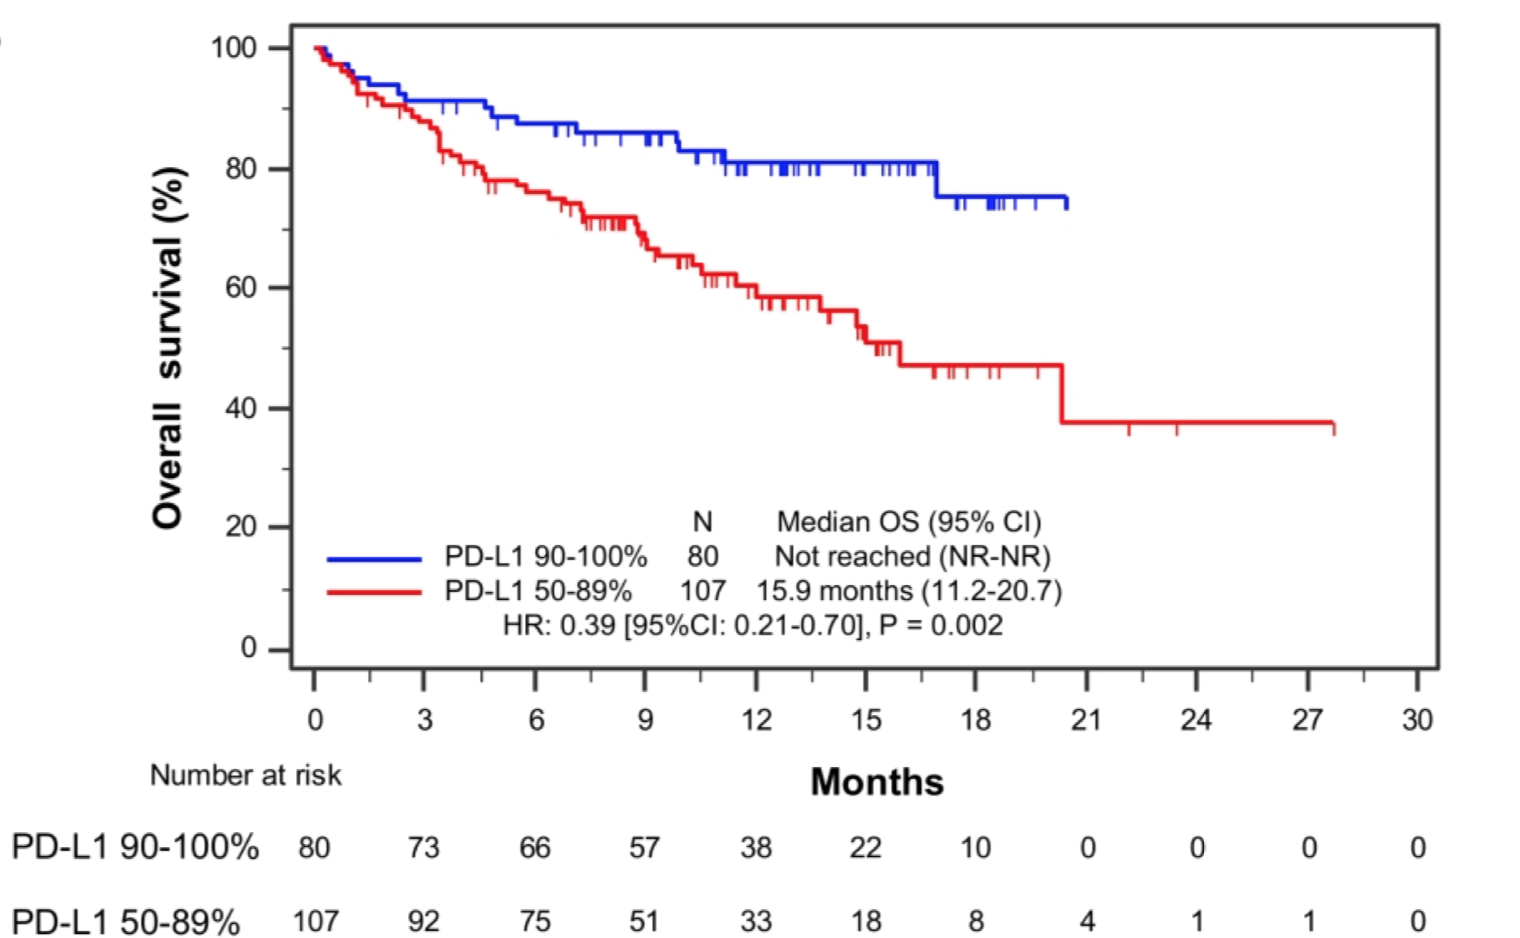 100
80
60
40
20
0
Overall survival (%)
N Median OS (95% CI)
PD-L1 90-100% 80 Not reached (NR-NR)
PD-L1 50-89% 107 15.9 months (11.2-20.7)
HR: 0.39 [95%CI: 0.21-0.70], P = 0.002
0 3 6 9 12 15 18 21 24 27 30
Number at risk
Months
PD-L1 90-100% 80 73 66 57 38 22 10 0 0 0 0
PD-L1 50-89% 107 92 75 51 33 18 8 4 1 1 0